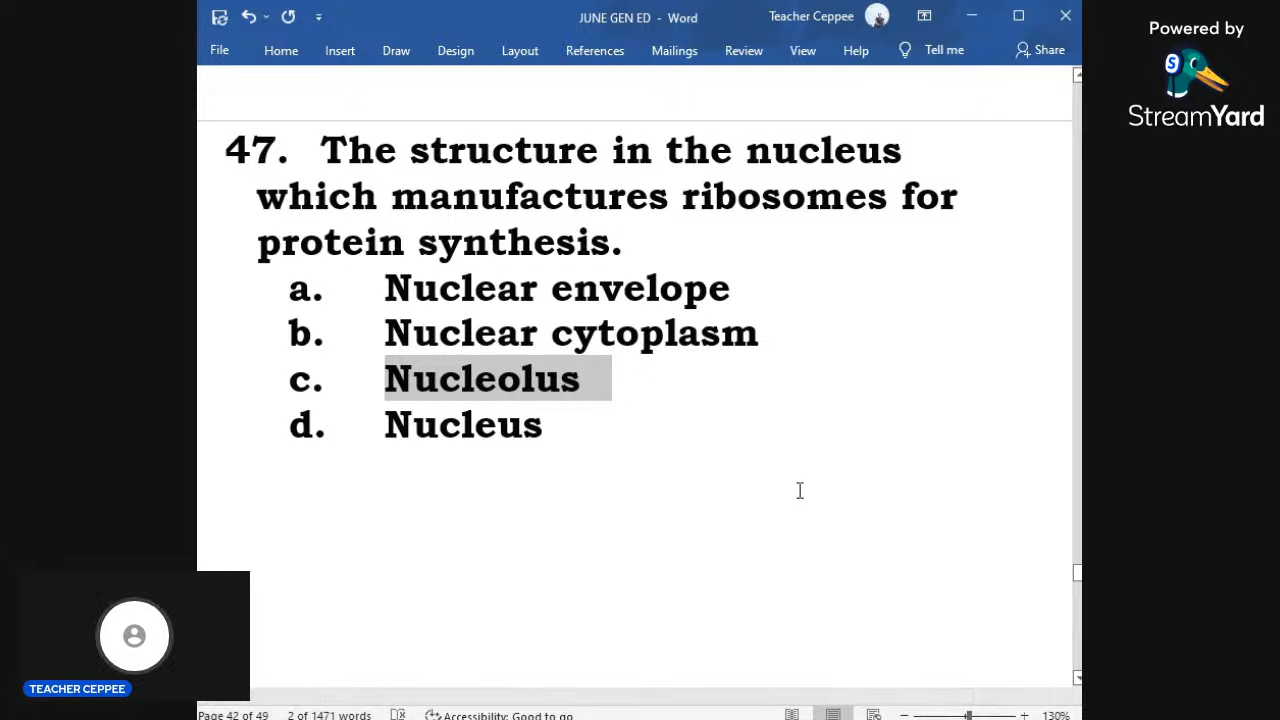 JUNE GEN ED - Word
Teacher Ceppee
File Home Insert Draw Design Layout References Mailings Review View Help Tell me Share
Powered by
S
StreamYard
47. The structure in the nucleus
which manufactures ribosomes for
protein synthesis.
a. Nuclear envelope
b. Nuclear cytoplasm
c. Nucleolus
d. Nucleus
TEACHER CEPPEE
Page 42 of 49 2 of 1471 words Accessibility: Good to go 130%